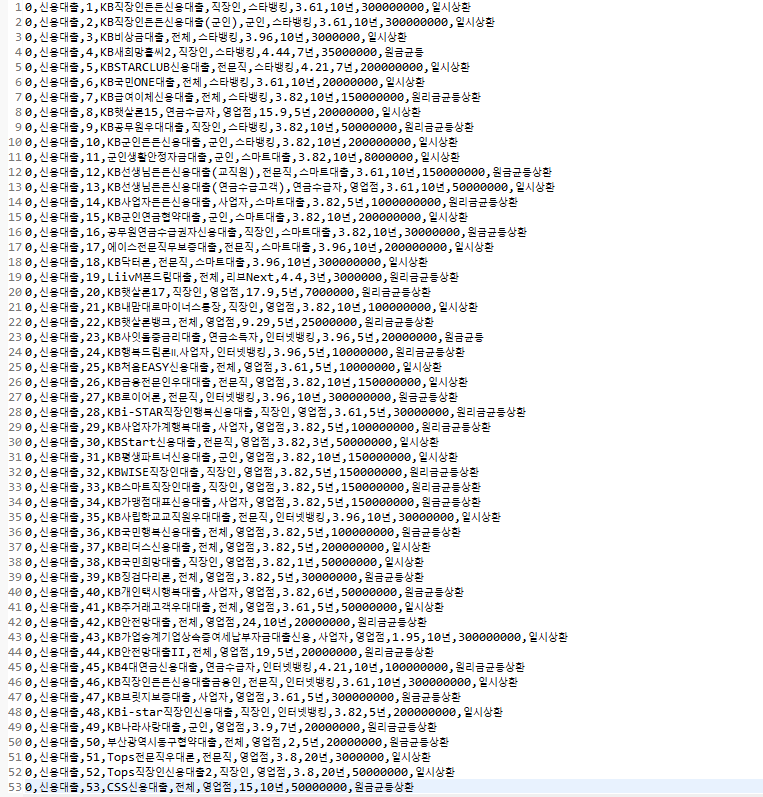 1 0,신용대출,1,KB직장인든든신용대출,직장인,스타뱅킹,3.61,10년,300000000,일시상환
2 0,신용대출,2,KB직장인든든신용대출(군인),군인,스타뱅킹,3.61,10년,300000000,일시상환
3 0,신용대출,3,KB비상금대출,전체,스타뱅킹,3.96,10년,3000000,일시상환
4 0,신용대출,4,KB새희망홀씨2,직장인,스타뱅킹,4.44,7년,35000000,원금균등
5 0,신용대출,5,KBSTARCLUB신용대출,전문직,스타뱅킹,4.21,7년,200000000,일시상환
6 0,신용대출,6,KB국민ONE대출,전체,스타뱅킹,3.61,10년,20000000,일시상환
7 0,신용대출,7,KB급여이체신용대출,전체,스타뱅킹,3.82,10년,150000000,원리금균등상환
8 0,신용대출,8,KB햇살론15,연금수급자,영업점,15.9,5년,20000000,일시상환
9 0,신용대출,9,KB공무원우대대출,직장인,스타뱅킹,3.82,10년,50000000,원리금균등상환
10 0,신용대출,10,KB군인든든신용대출,군인,스타뱅킹,3.82,10년,200000000,일시상환
11 0,신용대출,11,군인생활안정자금대출,군인,스마트대출,3.82,10년,8000000,일시상환
12 0,신용대출,12,KB선생님든든신용대출(교직원),전문직,스마트대출,3.61,10년,150000000,원금균등상환
13 0,신용대출,13,KB선생님든든신용대출(연금수급고객),연금수급자,영업점,3.61,10년,50000000,원리금균등상환
14 0,신용대출,14,KB사업자든든신용대출,사업자,스마트대출,3.82,5년,1000000000,원금균등상환
15 0,신용대출,15,KB군인연금협약대출,군인,스마트대출,3.82,10년,200000000,일시상환
16 0,신용대출,16,공무원연금수급권자신용대출,직장인,스마트대출,3.82,10년,30000000,원금균등상환
17 0,신용대출,17,에이스전문직무보증대출,전문직,스마트대출,3.96,10년,200000000,일시상환
18 0,신용대출,18,KB닥터론,전문직,스마트대출,3.96,10년,300000000,일시상환
19 0,신용대출,19,LiivM폰드림대출,전체,리브Next,4.4,3년,3000000,원리금균등상환
20 0,신용대출,20,KB햇살론17,직장인,영업점,17.9,5년,7000000,원리금균등상환
21 0,신용대출,21,KB내맘대로마이너스통장,직장인,영업점,3.82,10년,100000000,일시상환
22 0,신용대출,22,KB햇살론뱅크,전체,영업점,9.29,5년,25000000,원리금균등상환
23 0,신용대출,23,KB사잇돌중금리대출,연금소득자,인터넷뱅킹,3.96,5년,20000000,원금균등
24 0,신용대출,24,KB행복드림론Ⅱ,사업자,인터넷뱅킹,3.96,5년,10000000,원리금균등상환
25 0,신용대출,25,KB처음EASY신용대출,전체,영업점,3.61,5년,10000000,일시상환
26 0,신용대출,26,KB금융전문인우대대출,전문직,영업점,3.82,10년,150000000,일시상환
27 0,신용대출,27,KB로이어론,전문직,인터넷뱅킹,3.96,10년,300000000,원금균등상환
28 0,신용대출,28,KBi-STAR직장인행복신용대출,직장인,영업점,3.61,5년,30000000,원리금균등상환
29 0,신용대출,29,KB사업자가계행복대출,사업자,영업점,3.82,5년,100000000,원리금균등상환
30 0,신용대출,30,KBStart신용대출,전문직,영업점,3.82,3년,50000000,일시상환
31 0,신용대출,31,KB평생파트너신용대출,군인,영업점,3.82,10년,150000000,일시상환
32 0,신용대출,32,KBWISE직장인대출,직장인,영업점,3.82,5년,150000000,원리금균등상환
33 0,신용대출,33,KB스마트직장인대출,직장인,영업점,3.82,5년,150000000,원금균등상환
34 0,신용대출,34,KB가맹점대표신용대출,사업자,영업점,3.82,5년,150000000,원금균등상환
35 0,신용대출,35,KB사립학교교직원우대대출,전문직,인터넷뱅킹,3.96,10년,30000000,일시상환
36 0,신용대출,36,KB국민행복신용대출,전체,영업점,3.82,5년,100000000,원금균등상환
37 0,신용대출,37,KB리더스신용대출,전체,영업점,3.82,5년,200000000,일시상환
38 0,신용대출,38,KB국민희망대출,직장인,영업점,3.82,1년,50000000,일시상환
39 0,신용대출,39,KB징검다리론,전체,영업점,3.82,5년,30000000,원금균등상환
40 0,신용대출,40,KB개인택시행복대출,사업자,영업점,3.82,6년,50000000,원금균등상환
41 0,신용대출,41,KB주거래고객우대대출,전체,영업점,3.61,5년,50000000,일시상환
42 0,신용대출,42,KB안전망대출,전체,영업점,24,10년,20000000,원금균등상환
43 0,신용대출,43,KB가업승계기업상속증여세납부자금대출신용,사업자,영업점,1.95,10년,300000000,일시상환
44 0,신용대출,44,KB안전망대출II,전체,영업점,19,5년,20000000,원금균등상환
45 0,신용대출,45,KB4대연금신용대출,연금수급자,인터넷뱅킹,4.21,10년,100000000,원리금균등상환
46 0,신용대출,46,KB직장인든든신용대출금융인,전문직,인터넷뱅킹,3.61,10년,300000000,일시상환
47 0,신용대출,47,KB브릿지보증대출,사업자,영업점,3.61,5년,300000000,원금균등상환
48 0,신용대출,48,KBi-star직장인신용대출,직장인,인터넷뱅킹,3.82,5년,200000000,일시상환
49 0,신용대출,49,KB나라사랑대출,군인,영업점,3.9,7년,20000000,원리금균등상환
50 0,신용대출,50,부산광역시동구협약대출,전체,영업점,2,5년,20000000,원금균등상환
51 0,신용대출,51,Tops전문직우대론,전문직,영업점,3.8,20년,3000000,일시상환
52 0,신용대출,52,Tops직장인신용대출2,직장인,영업점,3.8,20년,50000000,일시상환
53 0,신용대출,53,CSS신용대출,전체,영업점,15,10년,50000000,원금균등상환